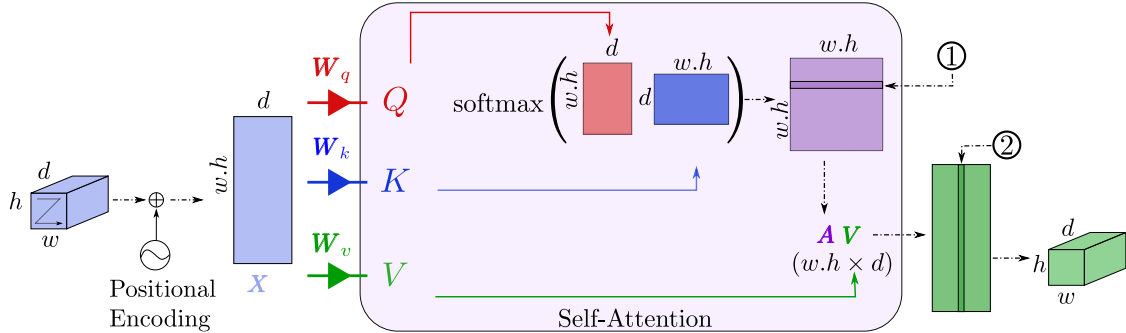 d
h
w
Positional
Encoding
d
w.h
X
W_q
W_k
W_v
Q
K
V
softmax
d
w.h
w.h
d
w.h
w.h
①
②
A V
(w.h × d)
Self-Attention
d
h
w